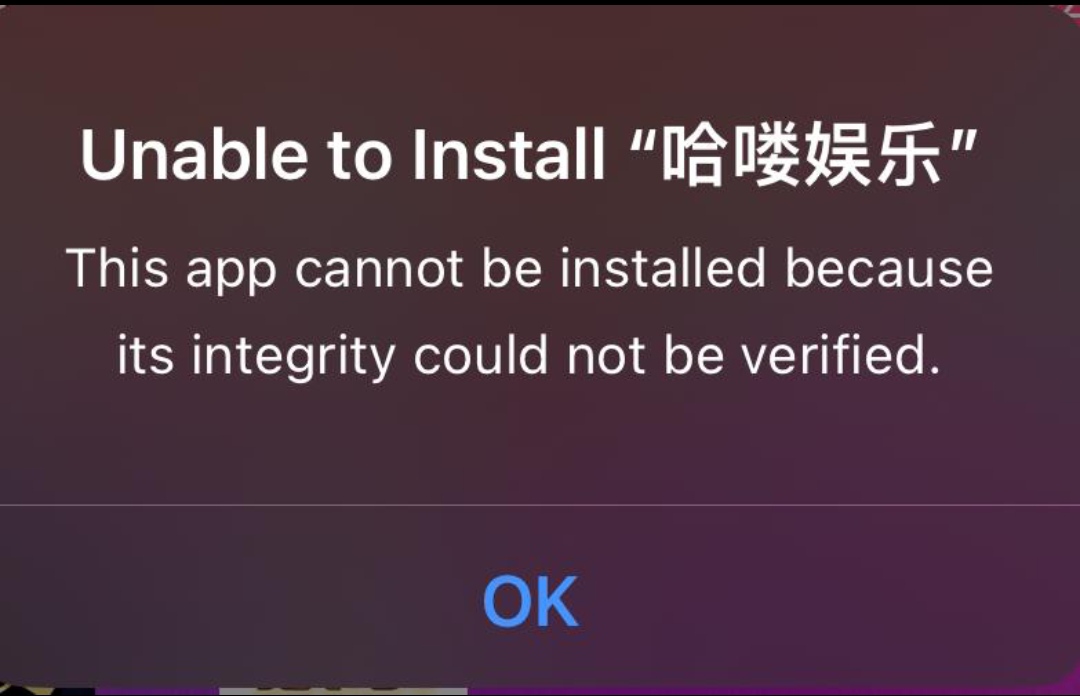 Unable to Install “哈喽娱乐”
This app cannot be installed because
its integrity could not be verified.
OK